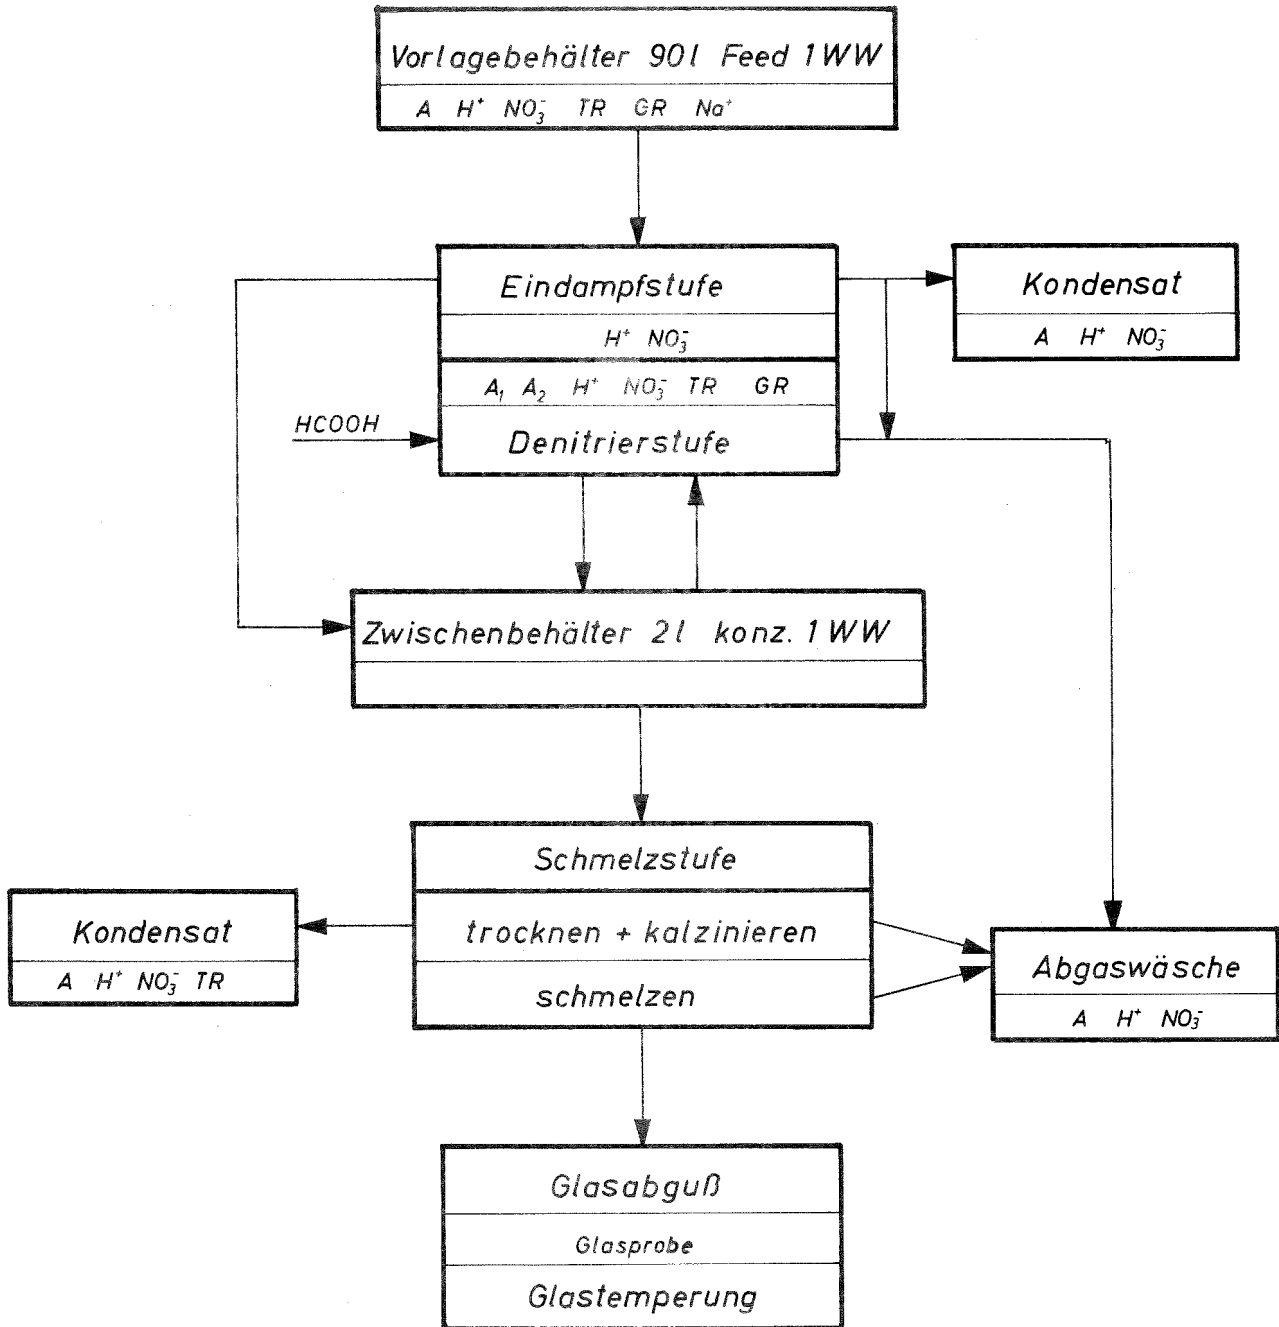 Vorlagebehälter 90l Feed 1WW
A H⁺ NO₃⁻ TR GR Na⁺
Eindampfstufe
H⁺ NO₃⁻
A₁ A₂ H⁺ NO₃⁻ TR GR
Denitrierstufe
Kondensat
A H⁺ NO₃⁻
HCOOH
Zwischenbehälter 2l konz. 1WW
Schmelzstufe
trocknen + kalzinieren
schmelzen
Kondensat
A H⁺ NO₃⁻ TR
Abgaswäsche
A H⁺ NO₃⁻
Glasabguß
Glasprobe
Glastemperung